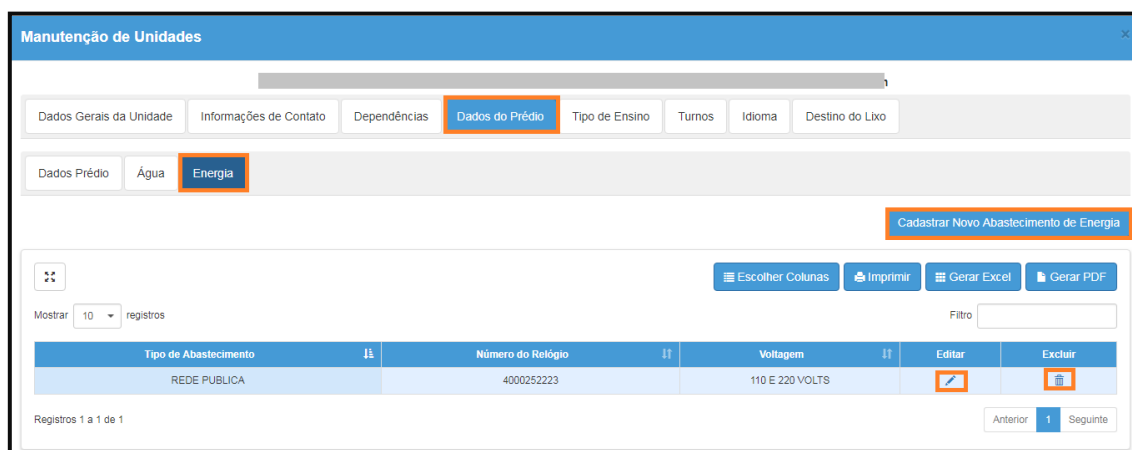 Manutenção de Unidades ×
Dados Gerais da Unidade Informações de Contato Dependências Dados do Prédio Tipo de Ensino Turnos Idioma Destino do Lixo
Dados Prédio Água Energia
Cadastrar Novo Abastecimento de Energia
Escolher Colunas Imprimir Gerar Excel Gerar PDF
Mostrar 10 registros Filtro
Tipo de Abastecimento Número do Relógio Voltagem Editar Excluir
REDE PUBLICA 4000252223 110 E 220 VOLTS
Registros 1 a 1 de 1 Anterior 1 Seguinte